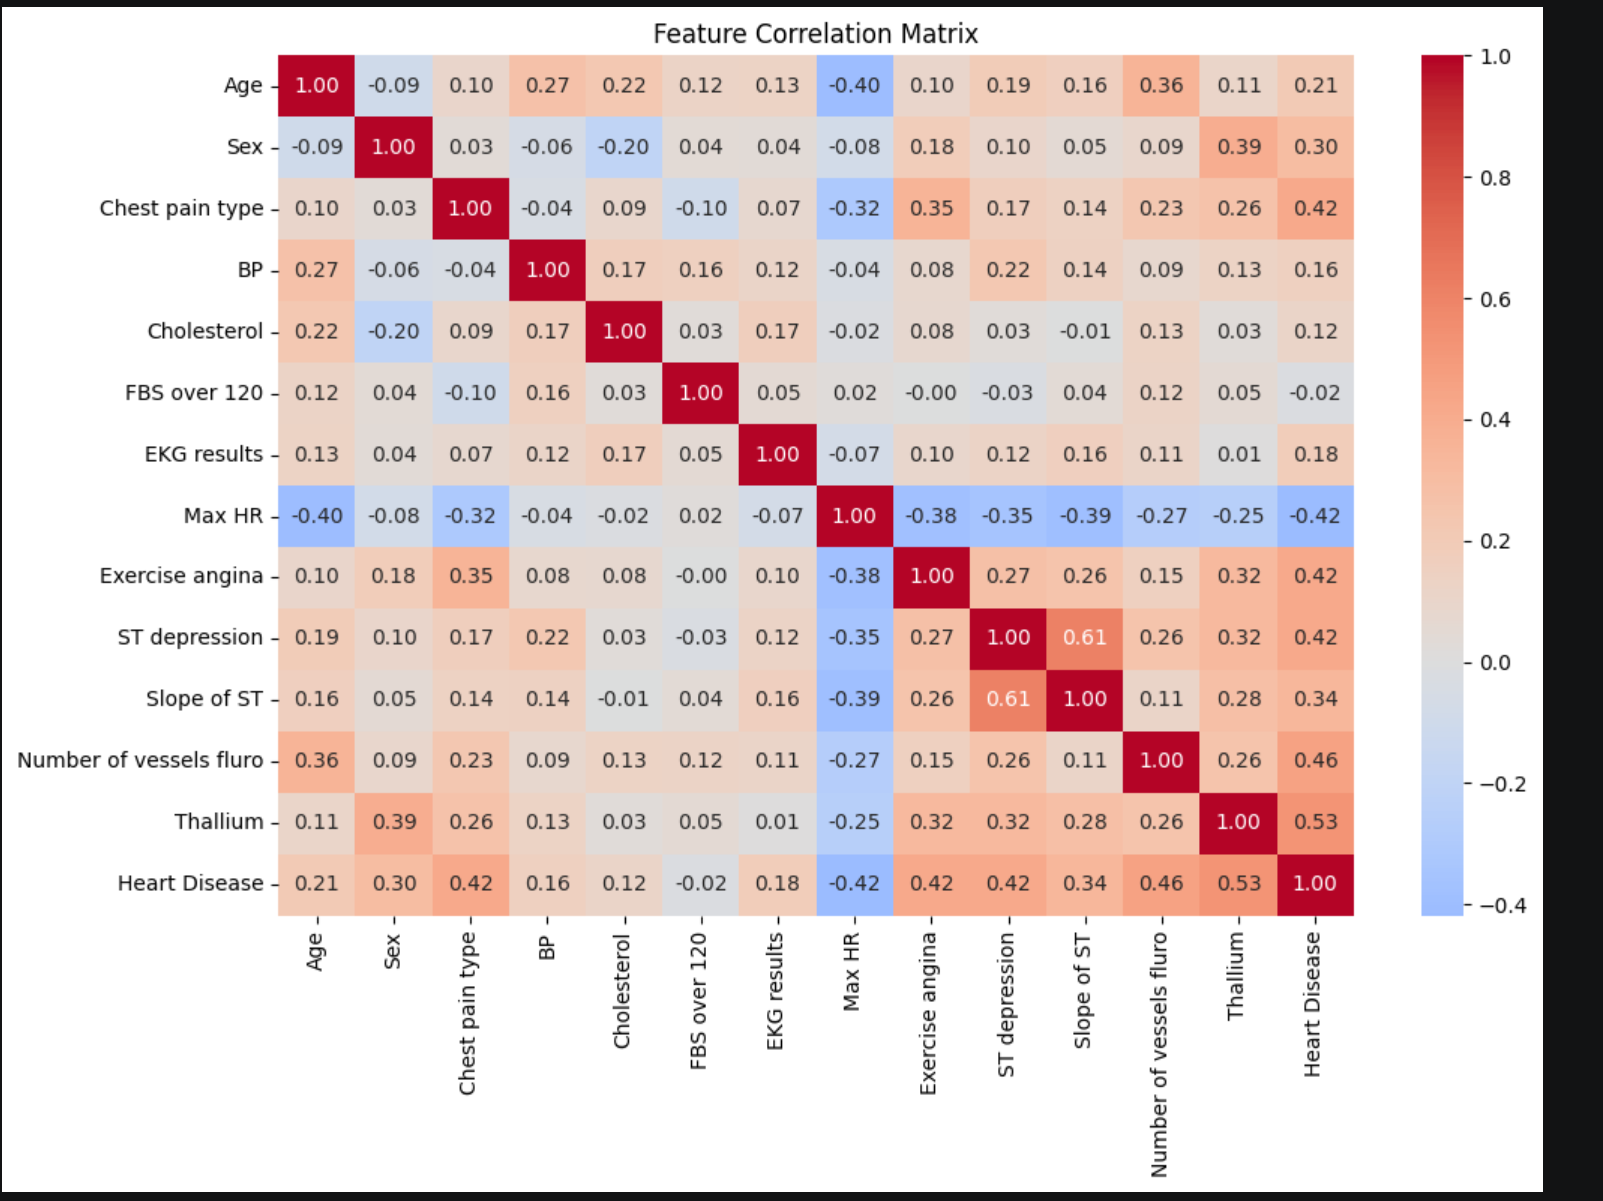 Feature Correlation Matrix
Age 1.00 -0.09 0.10 0.27 0.22 0.12 0.13 -0.40 0.10 0.19 0.16 0.36 0.11 0.21
Sex -0.09 1.00 0.03 -0.06 -0.20 0.04 0.04 -0.08 0.18 0.10 0.05 0.09 0.39 0.30
Chest pain type 0.10 0.03 1.00 -0.04 0.09 -0.10 0.07 -0.32 0.35 0.17 0.14 0.23 0.26 0.42
BP 0.27 -0.06 -0.04 1.00 0.17 0.16 0.12 -0.04 0.08 0.22 0.14 0.09 0.13 0.16
Cholesterol 0.22 -0.20 0.09 0.17 1.00 0.03 0.17 -0.02 0.08 0.03 -0.01 0.13 0.03 0.12
FBS over 120 0.12 0.04 -0.10 0.16 0.03 1.00 0.05 0.02 -0.00 -0.03 0.04 0.12 0.05 -0.02
EKG results 0.13 0.04 0.07 0.12 0.17 0.05 1.00 -0.07 0.10 0.12 0.16 0.11 0.01 0.18
Max HR -0.40 -0.08 -0.32 -0.04 -0.02 0.02 -0.07 1.00 -0.38 -0.35 -0.39 -0.27 -0.25 -0.42
Exercise angina 0.10 0.18 0.35 0.08 0.08 -0.00 0.10 -0.38 1.00 0.27 0.26 0.15 0.32 0.42
ST depression 0.19 0.10 0.17 0.22 0.03 -0.03 0.12 -0.35 0.27 1.00 0.61 0.26 0.32 0.42
Slope of ST 0.16 0.05 0.14 0.14 -0.01 0.04 0.16 -0.39 0.26 0.61 1.00 0.11 0.28 0.34
Number of vessels fluro 0.36 0.09 0.23 0.09 0.13 0.12 0.11 -0.27 0.15 0.26 0.11 1.00 0.26 0.46
Thallium 0.11 0.39 0.26 0.13 0.03 0.05 0.01 -0.25 0.32 0.32 0.28 0.26 1.00 0.53
Heart Disease 0.21 0.30 0.42 0.16 0.12 -0.02 0.18 -0.42 0.42 0.42 0.34 0.46 0.53 1.00
Age
Sex
Chest pain type
BP
Cholesterol
FBS over 120
EKG results
Max HR
Exercise angina
ST depression
Slope of ST
Number of vessels fluro
Thallium
Heart Disease
1.0
0.8
0.6
0.4
0.2
0.0
−0.2
−0.4